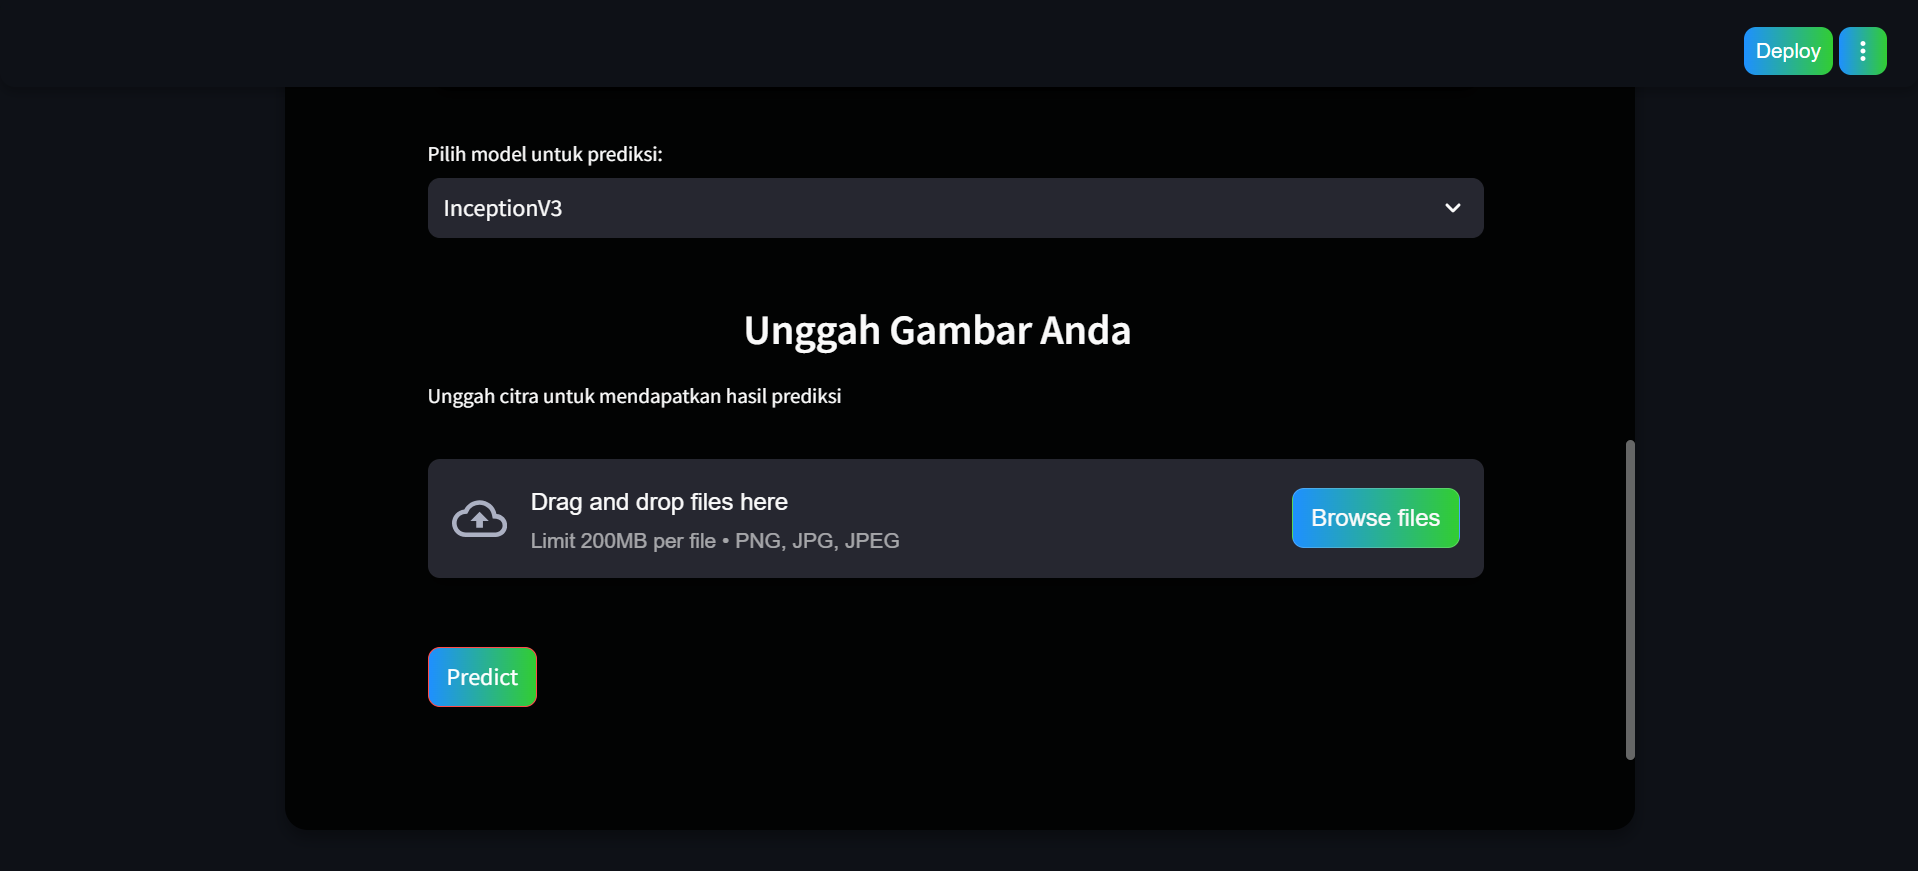 Deploy
Pilih model untuk prediksi:
InceptionV3
Unggah Gambar Anda
Unggah citra untuk mendapatkan hasil prediksi
Drag and drop files here
Limit 200MB per file • PNG, JPG, JPEG
Browse files
Predict